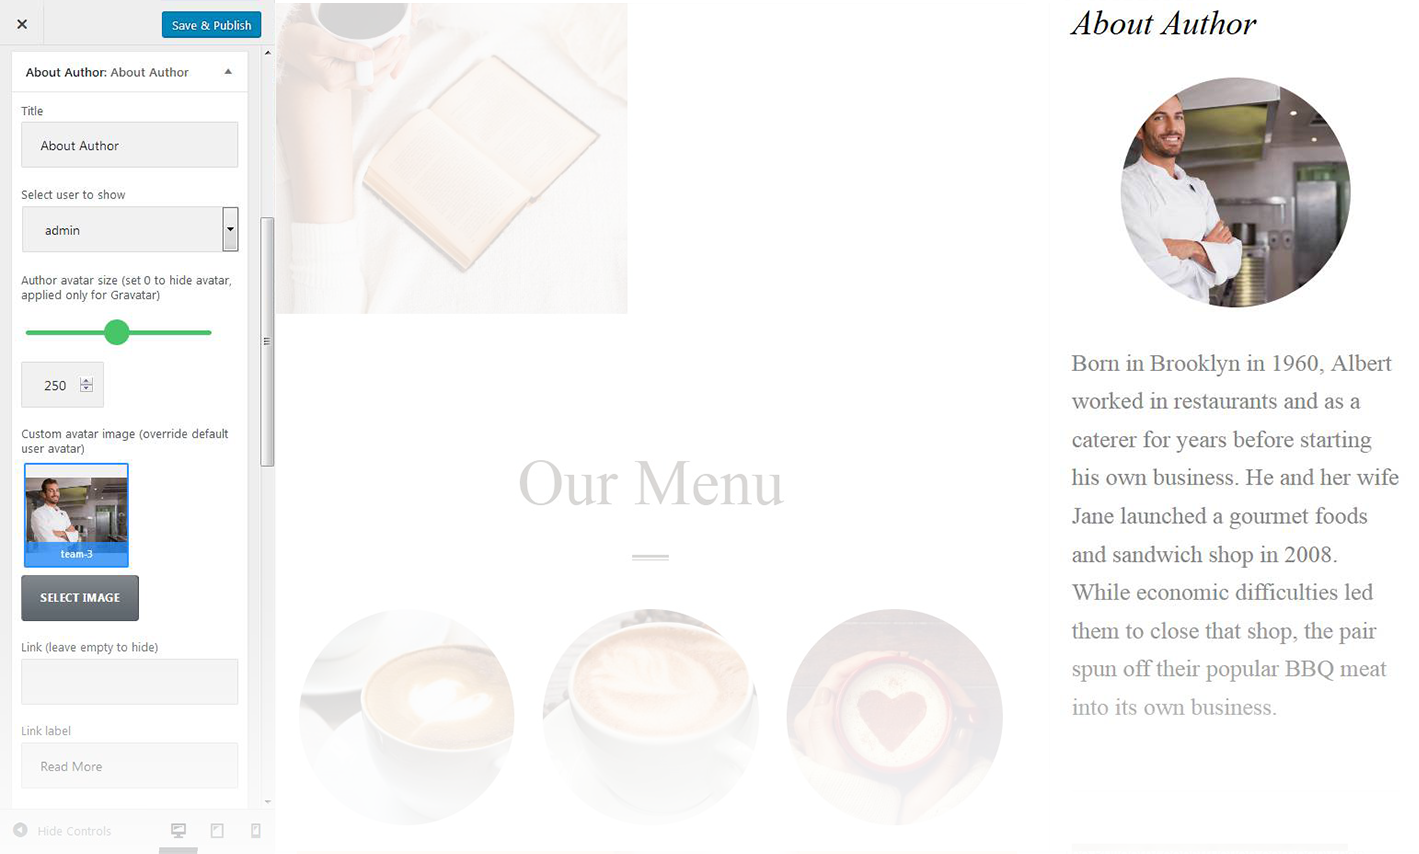 Save & Publish
About Author: About Author
Title
About Author
Select user to show
admin
Author avatar size (set 0 to hide avatar,
applied only for Gravatar)
250
Custom avatar image (override default
user avatar)
team-3
SELECT IMAGE
Link (leave empty to hide)
Link label
Read More
Hide Controls
Our Menu
About Author
Born in Brooklyn in 1960, Albert
worked in restaurants and as a
caterer for years before starting
his own business. He and her wife
Jane launched a gourmet foods
and sandwich shop in 2008.
While economic difficulties led
them to close that shop, the pair
spun off their popular BBQ meat
into its own business.